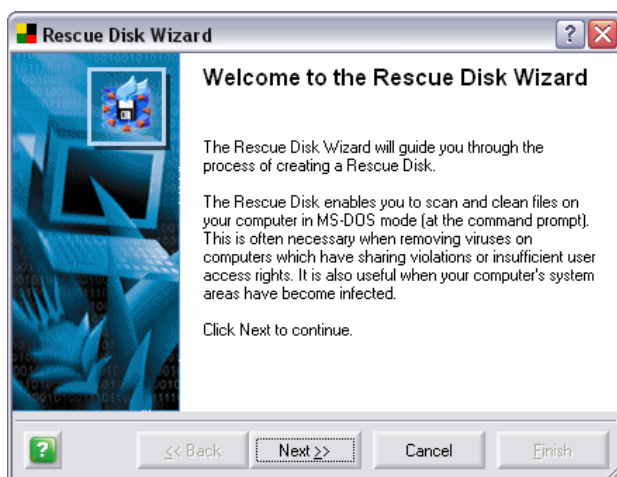 Rescue Disk Wizard
Welcome to the Rescue Disk Wizard
The Rescue Disk Wizard will guide you through the
process of creating a Rescue Disk.
The Rescue Disk enables you to scan and clean files on
your computer in MS-DOS mode (at the command prompt).
This is often necessary when removing viruses on
computers which have sharing violations or insufficient user
access rights. It is also useful when your computer's system
areas have become infected.
Click Next to continue.
<< Back
Next >>
Cancel
Finish